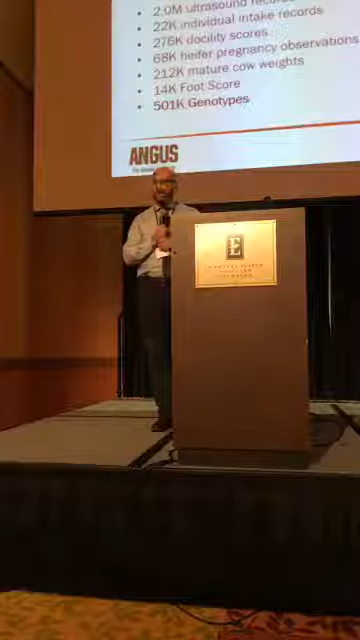 • 2.0M ultrasound records
• 22K individual intake records
• 276K docility scores
• 68K heifer pregnancy observations
• 212K mature cow weights
• 14K Foot Score
• 501K Genotypes
ANGUS
E